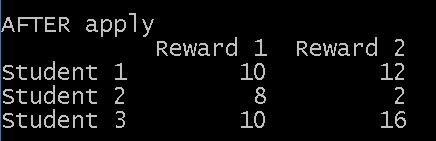 AFTER apply
Reward 1 Reward 2
Student 1 10 12
Student 2 8 2
Student 3 10 16